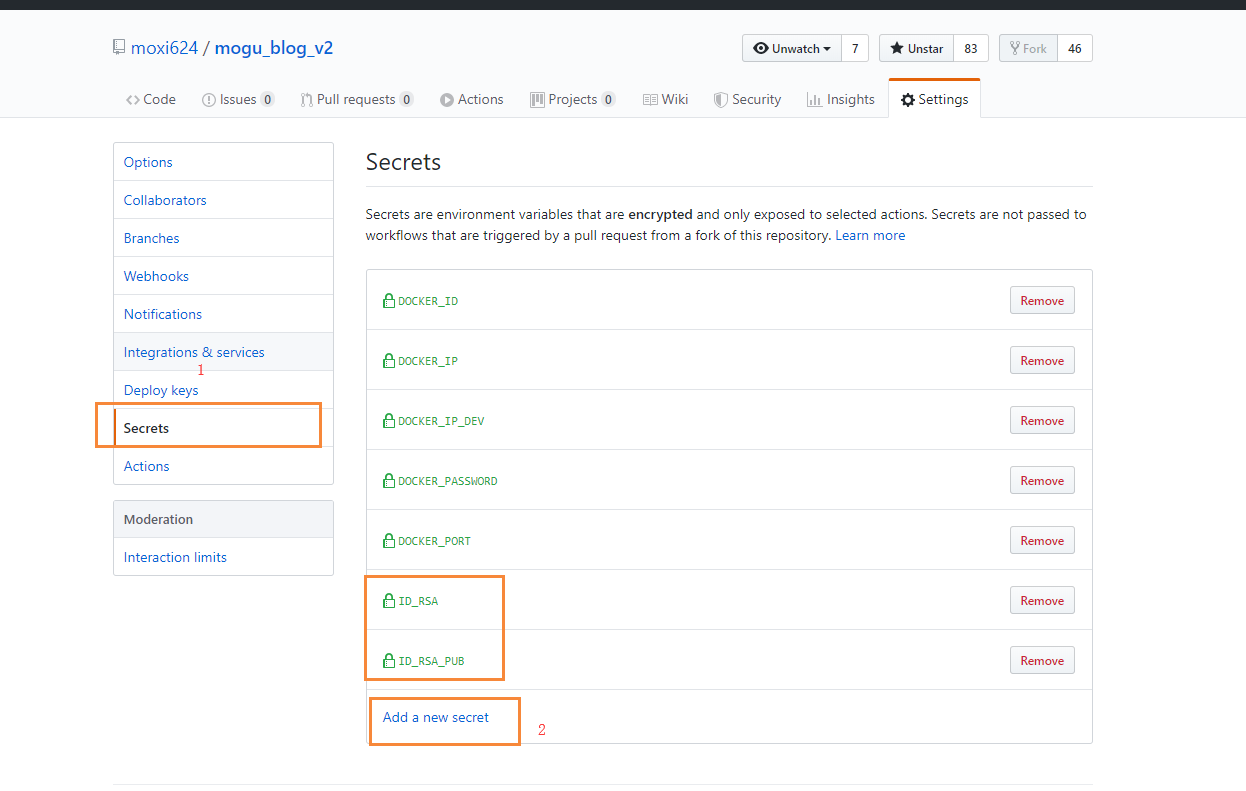 moxi624 / mogu_blog_v2
Unwatch 7 Unstar 83 Fork 46
Code Issues 0 Pull requests 0 Actions Projects 0 Wiki Security Insights Settings
Options
Collaborators
Branches
Webhooks
Notifications
Integrations & services
1
Deploy keys
Secrets
Actions
Moderation
Interaction limits
Secrets
Secrets are environment variables that are encrypted and only exposed to selected actions. Secrets are not passed to
workflows that are triggered by a pull request from a fork of this repository. Learn more
DOCKER_ID Remove
DOCKER_IP Remove
DOCKER_IP_DEV Remove
DOCKER_PASSWORD Remove
DOCKER_PORT Remove
ID_RSA Remove
ID_RSA_PUB Remove
Add a new secret 2